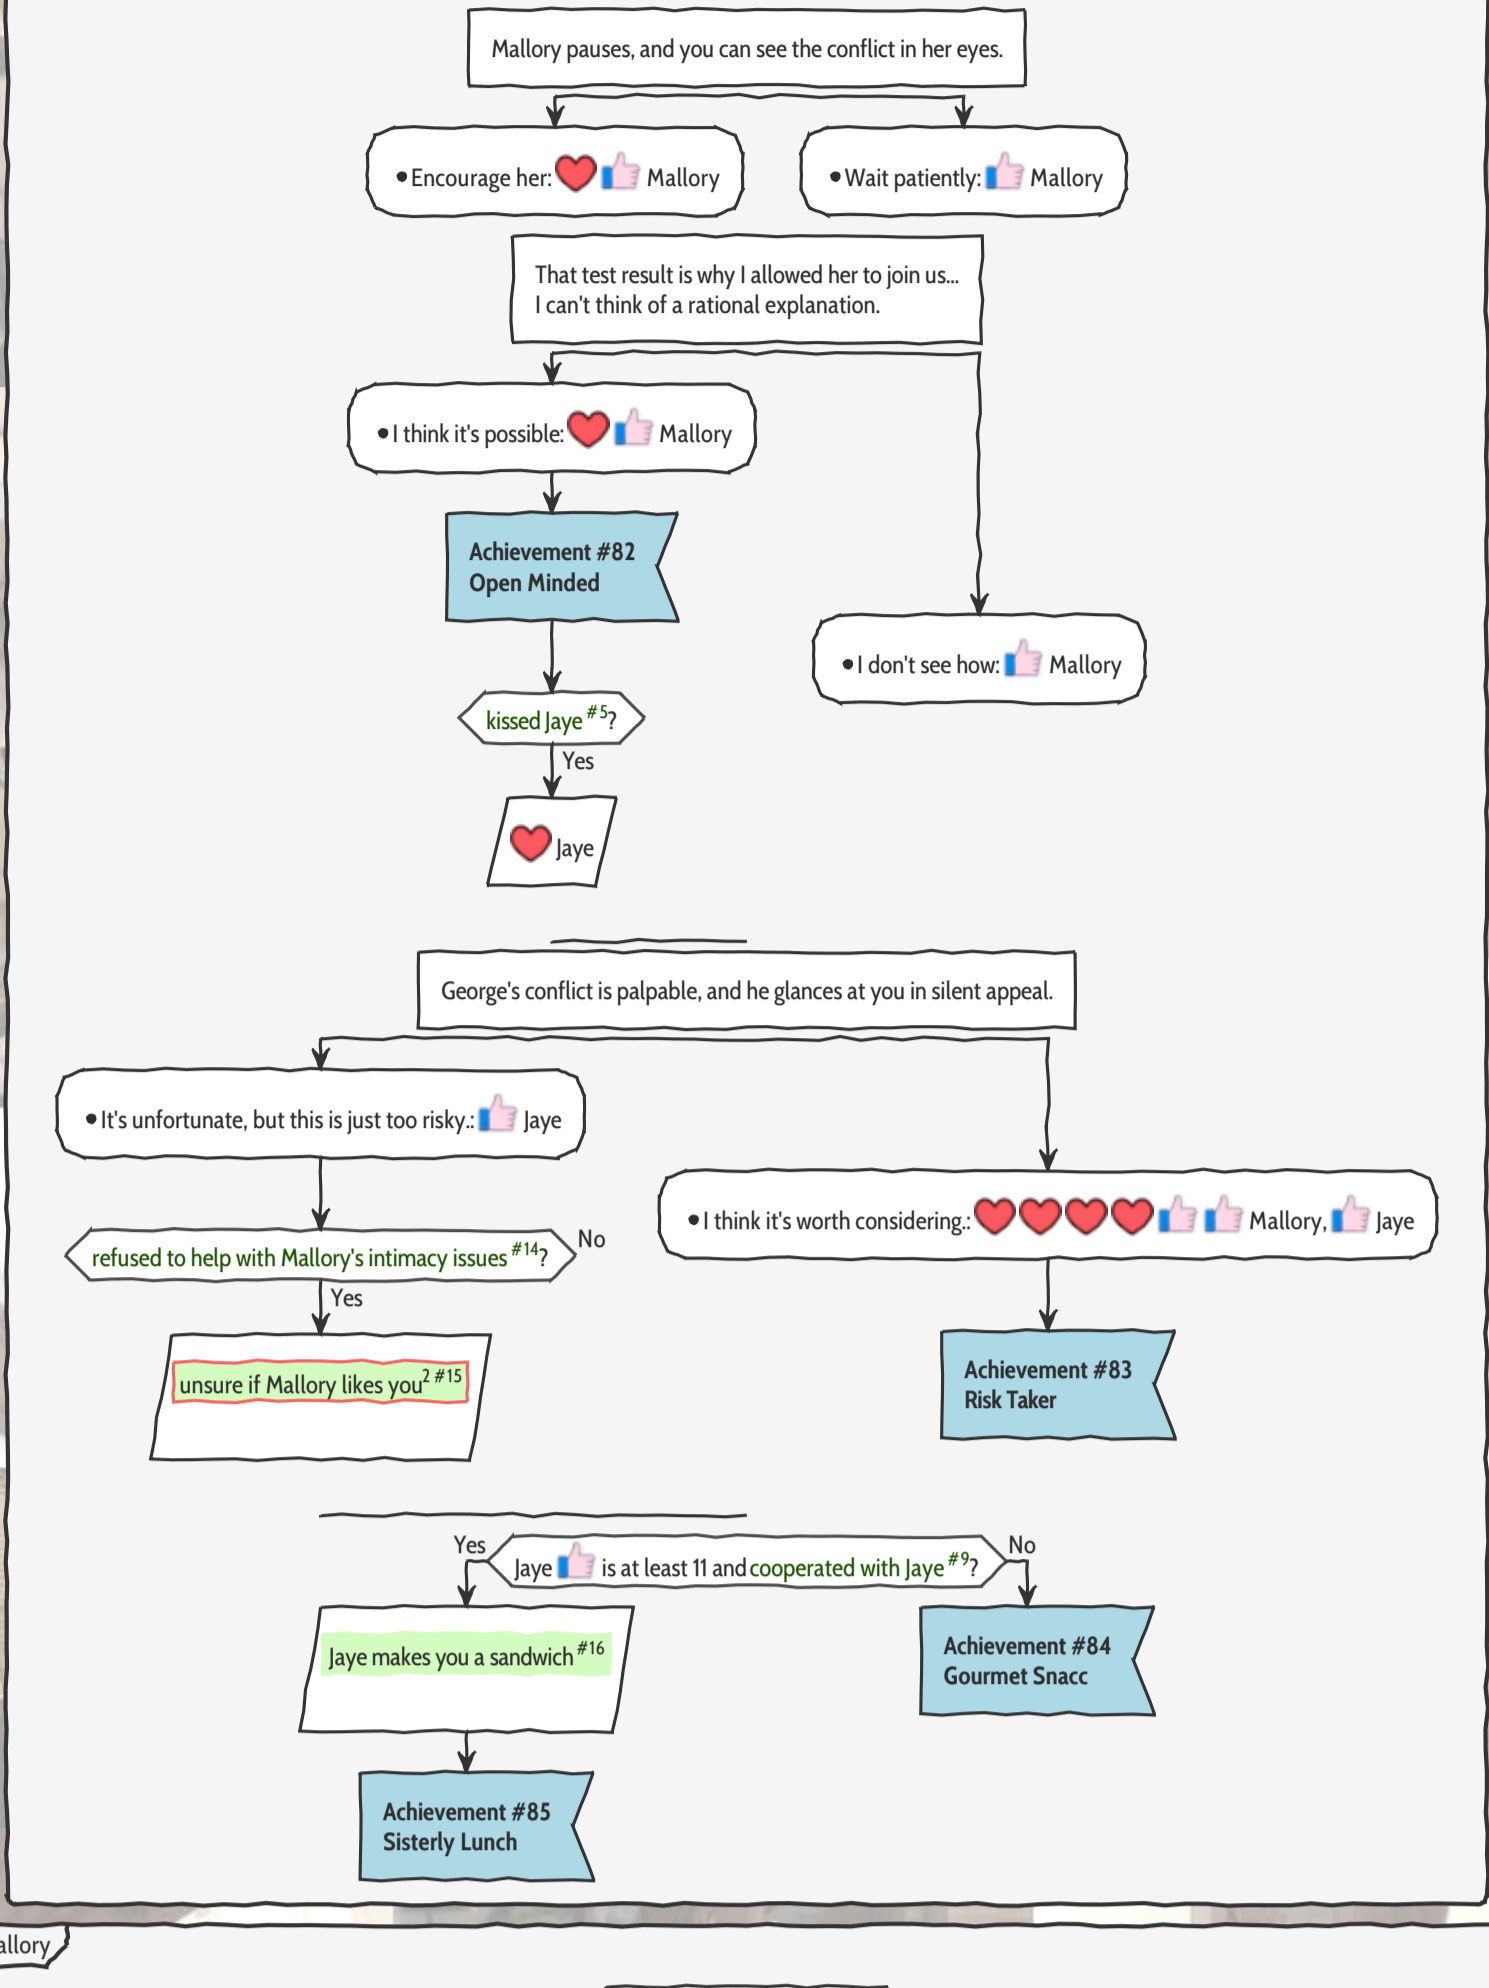 Mallory pauses, and you can see the conflict in her eyes.
•Encourage her: Mallory
•Wait patiently: Mallory
That test result is why I allowed her to join us...
I can't think of a rational explanation.
•I think it's possible: Mallory
Achievement #82
Open Minded
•I don't see how: Mallory
kissed Jaye #5?
Yes
Jaye
George's conflict is palpable, and he glances at you in silent appeal.
•It's unfortunate, but this is just too risky.: Jaye
•I think it's worth considering.: Mallory, Jaye
refused to help with Mallory's intimacy issues #14?
No
Yes
unsure if Mallory likes you2 #15
Achievement #83
Risk Taker
Yes
Jaye is at least 11 and cooperated with Jaye #9?
No
Jaye makes you a sandwich #16
Achievement #84
Gourmet Snacc
Achievement #85
Sisterly Lunch
allory